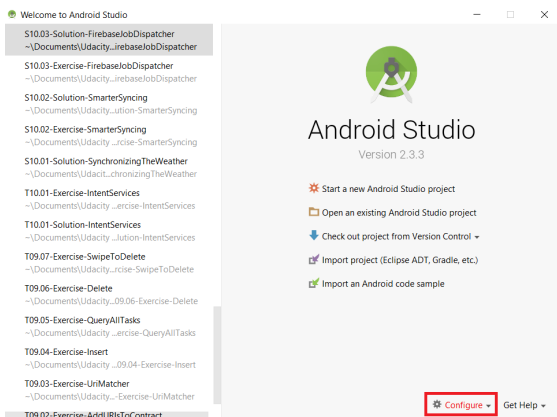 Welcome to Android Studio
S10.03-Solution-FirebaseJobDispatcher
~\Documents\Udacity...irebaseJobDispatcher
S10.03-Exercise-FirebaseJobDispatcher
~\Documents\Udacity...irebaseJobDispatcher
S10.02-Solution-SmarterSyncing
~\Documents\Udacity...ution-SmarterSyncing
S10.02-Exercise-SmarterSyncing
~\Documents\Udacity...rcise-SmarterSyncing
S10.01-Solution-SynchronizingTheWeather
~\Documents\Udacit...chronizingTheWeather
T10.01-Exercise-IntentServices
~\Documents\Udacity ...ercise-IntentServices
T10.01-Solution-IntentServices
~\Documents\Udacity ...lution-IntentServices
T09.07-Exercise-SwipeToDelete
~\Documents\Udacity...rcise-SwipeToDelete
T09.06-Exercise-Delete
~\Documents\Udacity ...09.06-Exercise-Delete
T09.05-Exercise-QueryAllTasks
~\Documents\Udacity ...ercise-QueryAllTasks
T09.04-Exercise-Insert
~\Documents\Udacity ...09.04-Exercise-Insert
T09.03-Exercise-UriMatcher
~\Documents\Udacity...-Exercise-UriMatcher
T09.02-Exercise-AddURIsToContract
Android Studio
Version 2.3.3
Start a new Android Studio project
Open an existing Android Studio project
Check out project from Version Control
Import project (Eclipse ADT, Gradle, etc.)
Import an Android code sample
Configure
Get Help